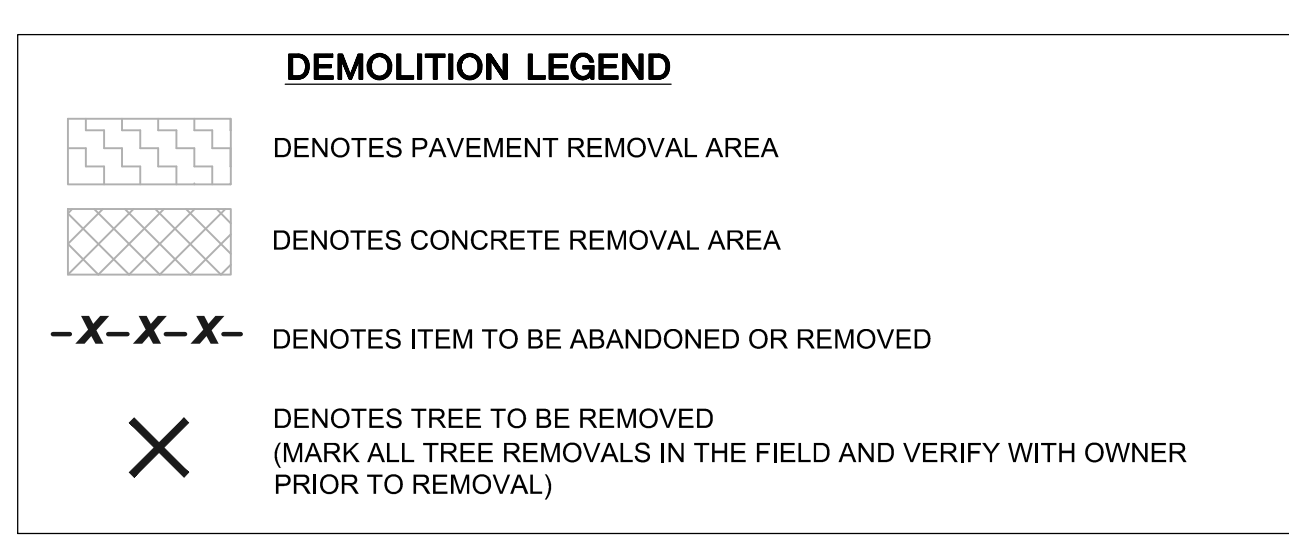 DEMOLITION LEGEND
DENOTES PAVEMENT REMOVAL AREA
DENOTES CONCRETE REMOVAL AREA
–X–X–X– DENOTES ITEM TO BE ABANDONED OR REMOVED
DENOTES TREE TO BE REMOVED
(MARK ALL TREE REMOVALS IN THE FIELD AND VERIFY WITH OWNER
PRIOR TO REMOVAL)